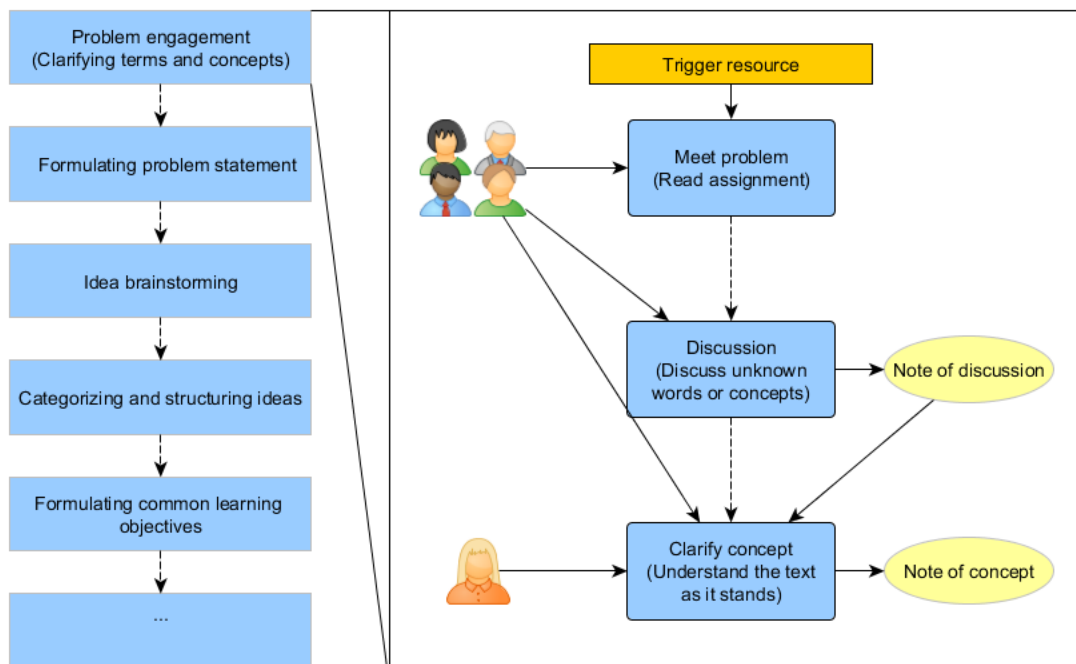 Problem engagement
(Clarifying terms and concepts)
Formulating problem statement
Idea brainstorming
Categorizing and structuring ideas
Formulating common learning
objectives
...
Trigger resource
Meet problem
(Read assignment)
Discussion
(Discuss unknown
words or concepts)
Note of discussion
Clarify concept
(Understand the text
as it stands)
Note of concept